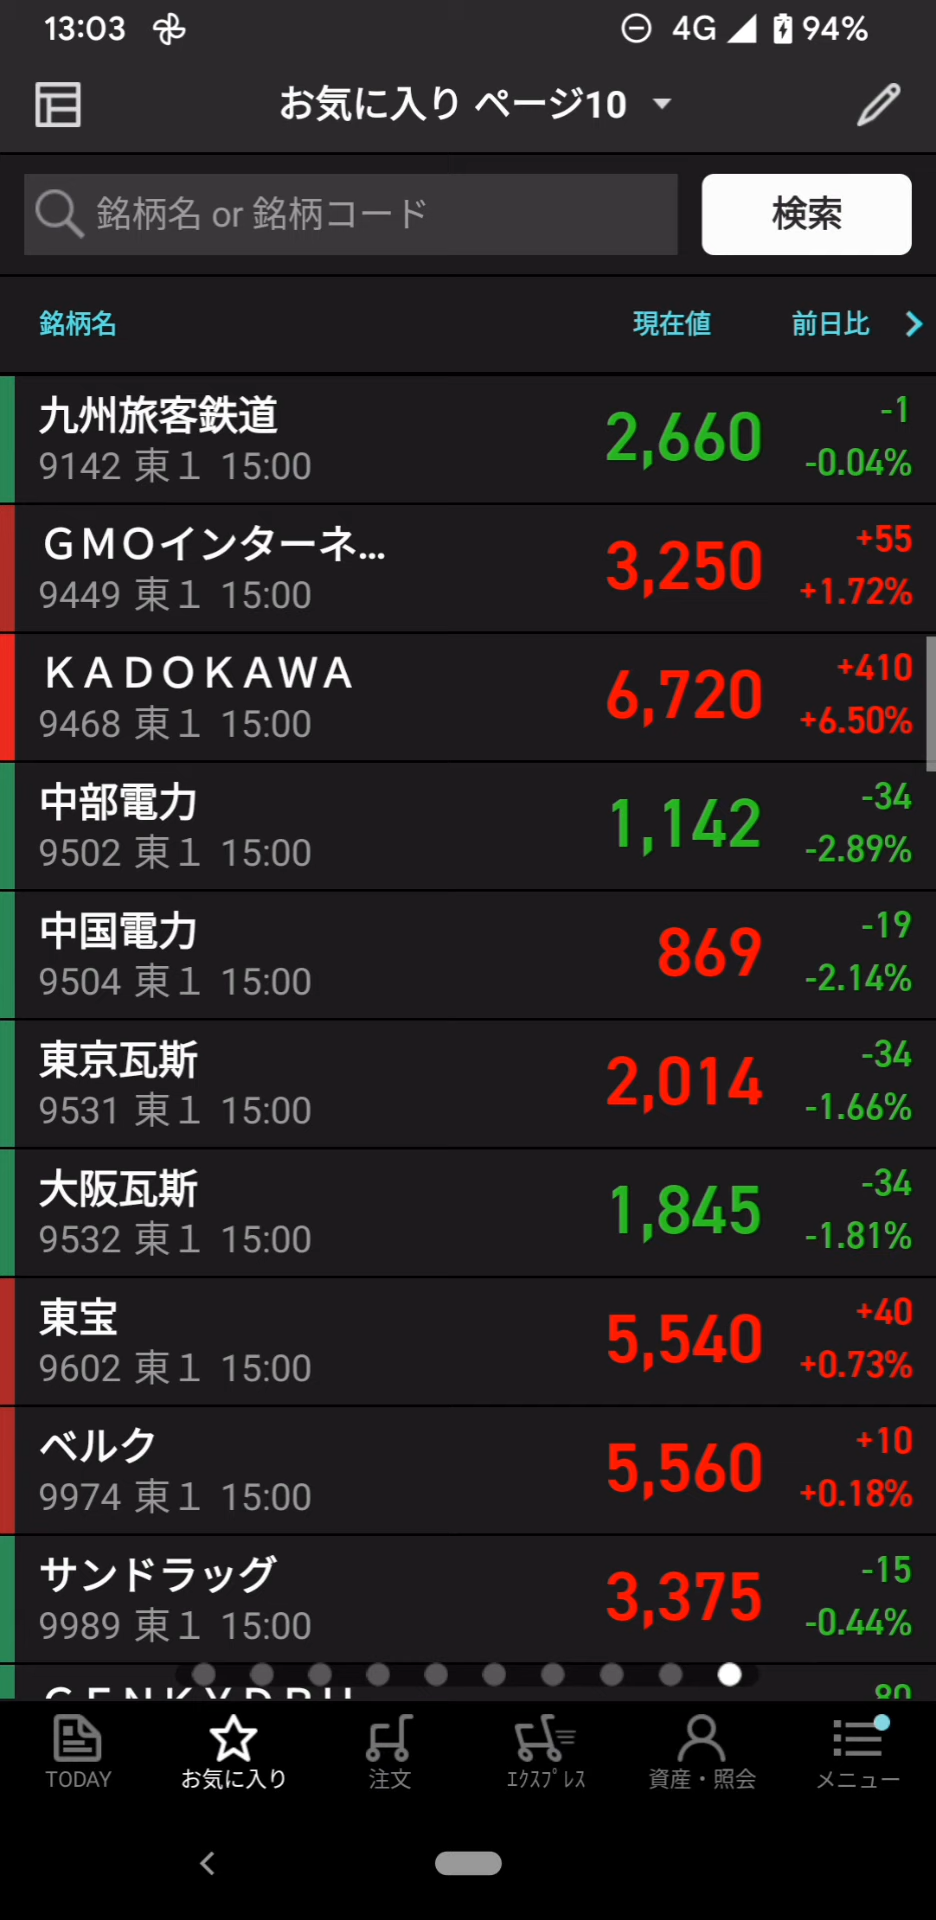 13:03 4G 94%
お気に入り ページ10
銘柄名 or 銘柄コード 検索
銘柄名 現在値 前日比
九州旅客鉄道 2,660 -1
9142 東１ 15:00 -0.04%
ＧＭＯインターネ... 3,250 +55
9449 東１ 15:00 +1.72%
ＫＡＤＯＫＡＷＡ 6,720 +410
9468 東１ 15:00 +6.50%
中部電力 1,142 -34
9502 東１ 15:00 -2.89%
中国電力 869 -19
9504 東１ 15:00 -2.14%
東京瓦斯 2,014 -34
9531 東１ 15:00 -1.66%
大阪瓦斯 1,845 -34
9532 東１ 15:00 -1.81%
東宝 5,540 +40
9602 東１ 15:00 +0.73%
ベルク 5,560 +10
9974 東１ 15:00 +0.18%
サンドラッグ 3,375 -15
9989 東１ 15:00 -0.44%
TODAY お気に入り 注文 ｴｸｽﾌﾟﾚｽ 資産・照会 メニュー